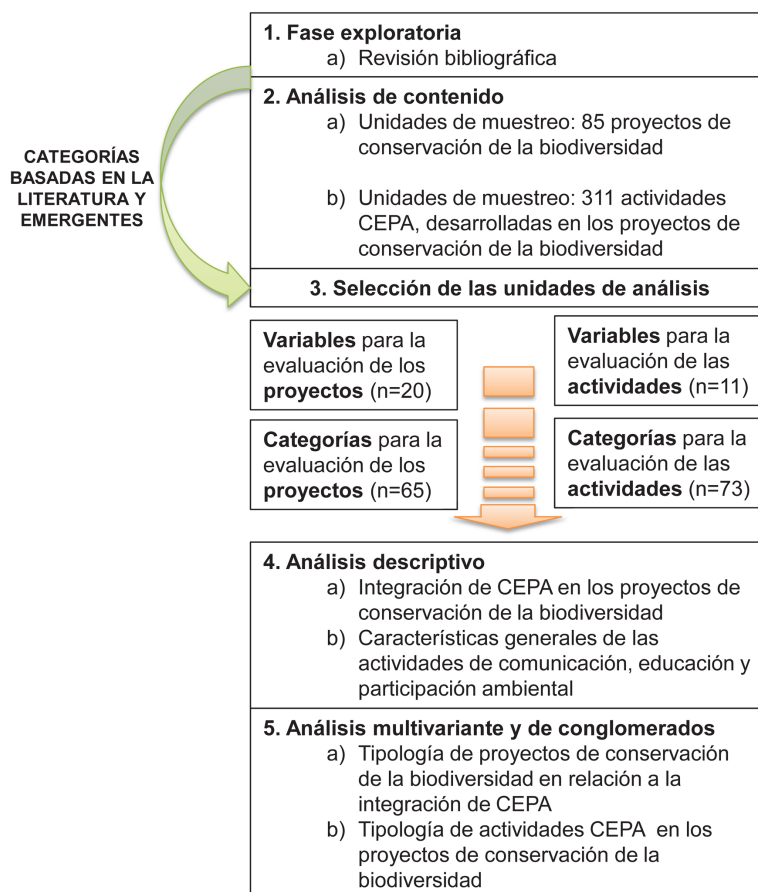 1. Fase exploratoria
a) Revisión bibliográfica
CATEGORÍAS
BASADAS EN LA
LITERATURA Y
EMERGENTES
2. Análisis de contenido
a) Unidades de muestreo: 85 proyectos de
conservación de la biodiversidad
b) Unidades de muestreo: 311 actividades
CEPA, desarrolladas en los proyectos de
conservación de la biodiversidad
3. Selección de las unidades de análisis
Variables para la
evaluación de los
proyectos (n=20)
Variables para la
evaluación de las
actividades (n=11)
Categorías para la
evaluación de los
proyectos (n=65)
Categorías para la
evaluación de las
actividades (n=73)
4. Análisis descriptivo
a) Integración de CEPA en los proyectos de
conservación de la biodiversidad
b) Características generales de las
actividades de comunicación, educación y
participación ambiental
5. Análisis multivariante y de conglomerados
a) Tipología de proyectos de conservación
de la biodiversidad en relación a la
integración de CEPA
b) Tipología de actividades CEPA en los
proyectos de conservación de la
biodiversidad